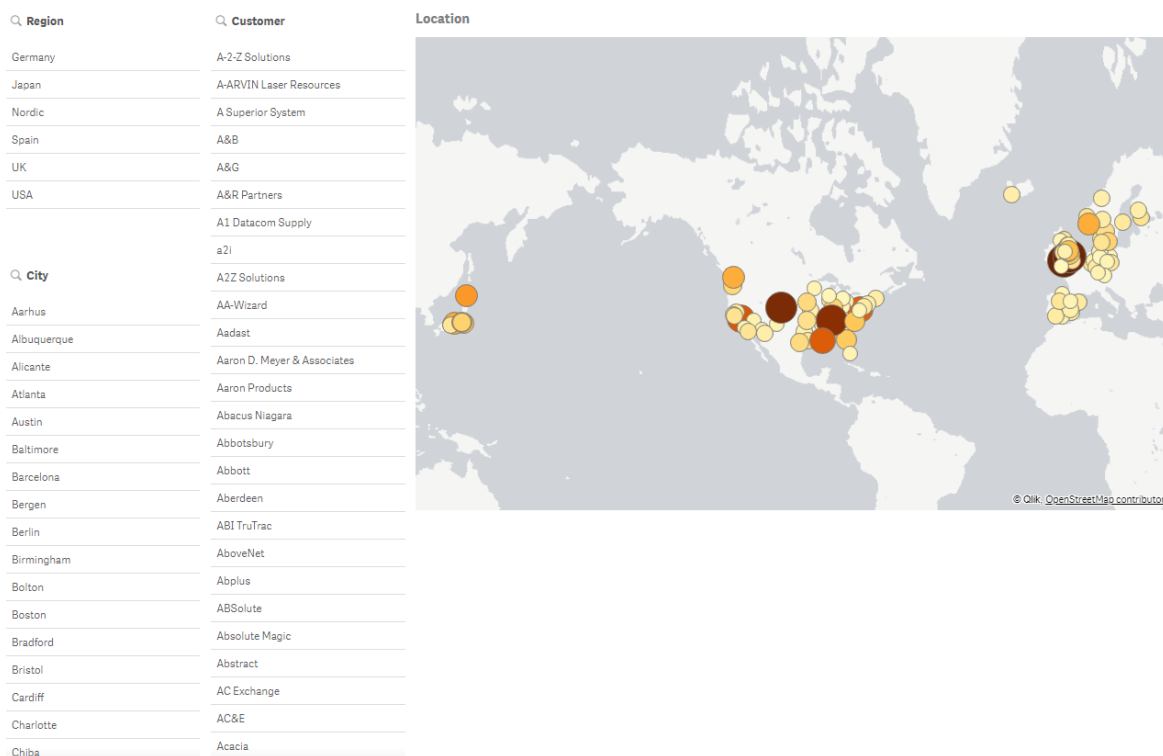 Region
Germany
Japan
Nordic
Spain
UK
USA
City
Aarhus
Albuquerque
Alicante
Atlanta
Austin
Baltimore
Barcelona
Bergen
Berlin
Birmingham
Bolton
Boston
Bradford
Bristol
Cardiff
Charlotte
Chiba
Customer
A-2-Z Solutions
A-ARVIN Laser Resources
A Superior System
A&B
A&G
A&R Partners
A1 Datacom Supply
a2i
A2Z Solutions
AA-Wizard
Aadast
Aaron D. Meyer & Associates
Aaron Products
Abacus Niagara
Abbotsbury
Abbott
Aberdeen
ABI TruTrac
AboveNet
Abplus
ABSolute
Absolute Magic
Abstract
AC Exchange
AC&E
Acacia
Location
© Qlik, OpenStreetMap contributor